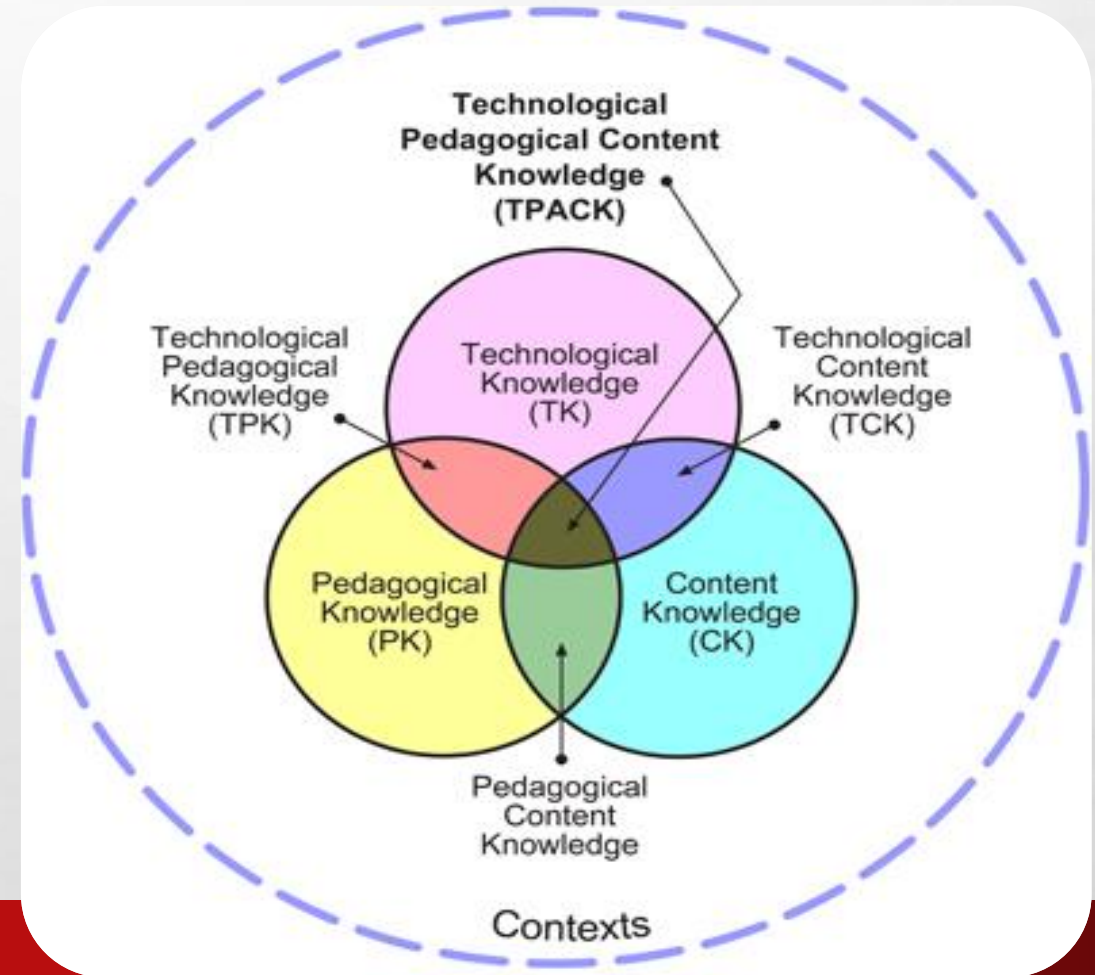 Technological
Pedagogical Content
Knowledge
(TPACK)
Technological
Pedagogical
Knowledge
(TPK)
Technological
Knowledge
(TK)
Technological
Content
Knowledge
(TCK)
Pedagogical
Knowledge
(PK)
Content
Knowledge
(CK)
Pedagogical
Content
Knowledge
Contexts